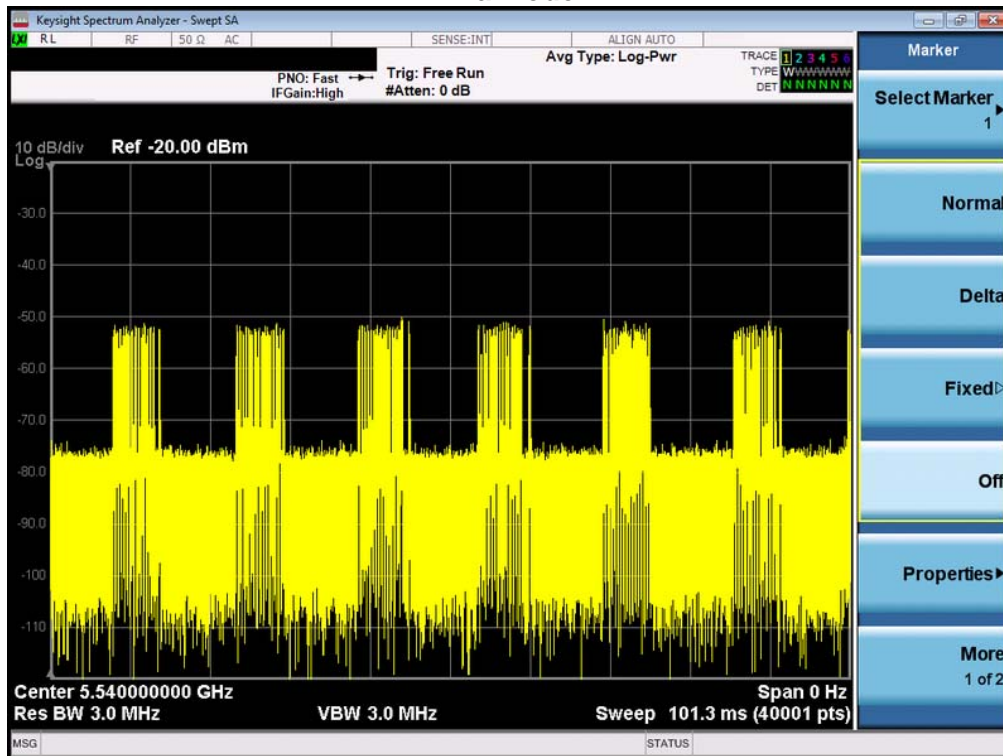 Keysight Spectrum Analyzer - Swept SA
LXI RL RF 50 Ω AC SENSE:INT ALIGN AUTO
Marker
Avg Type: Log-Pwr
TRACE 1 2 3 4 5 6
PNO: Fast
Trig: Free Run
TYPE WWWWWW
IFGain:High
#Atten: 0 dB
DET N N N N N N
Select Marker
1
10 dB/div Ref -20.00 dBm
Log
Normal
-30.0
-40.0
Delta
-50.0
-60.0
Fixed
-70.0
-80.0
Off
-90.0
-100
Properties
-110
More
1 of 2
Center 5.540000000 GHz Span 0 Hz
Res BW 3.0 MHz VBW 3.0 MHz Sweep 101.3 ms (40001 pts)
MSG STATUS